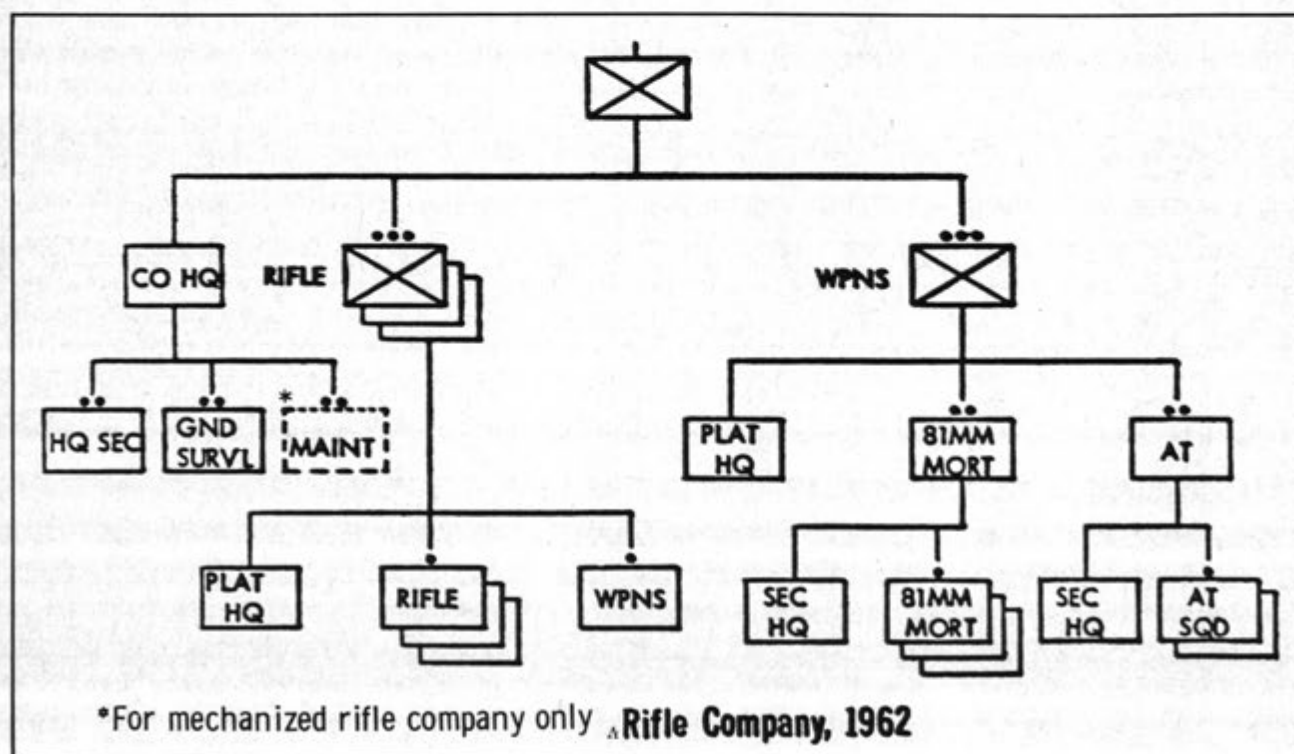 CO HQ
RIFLE
WPNS
*
HQ SEC
GND
SURVL
MAINT
PLAT
HQ
81MM
MORT
AT
PLAT
HQ
RIFLE
WPNS
SEC
HQ
81MM
MORT
SEC
HQ
AT
SQD
*For mechanized rifle company only ▵Rifle Company, 1962